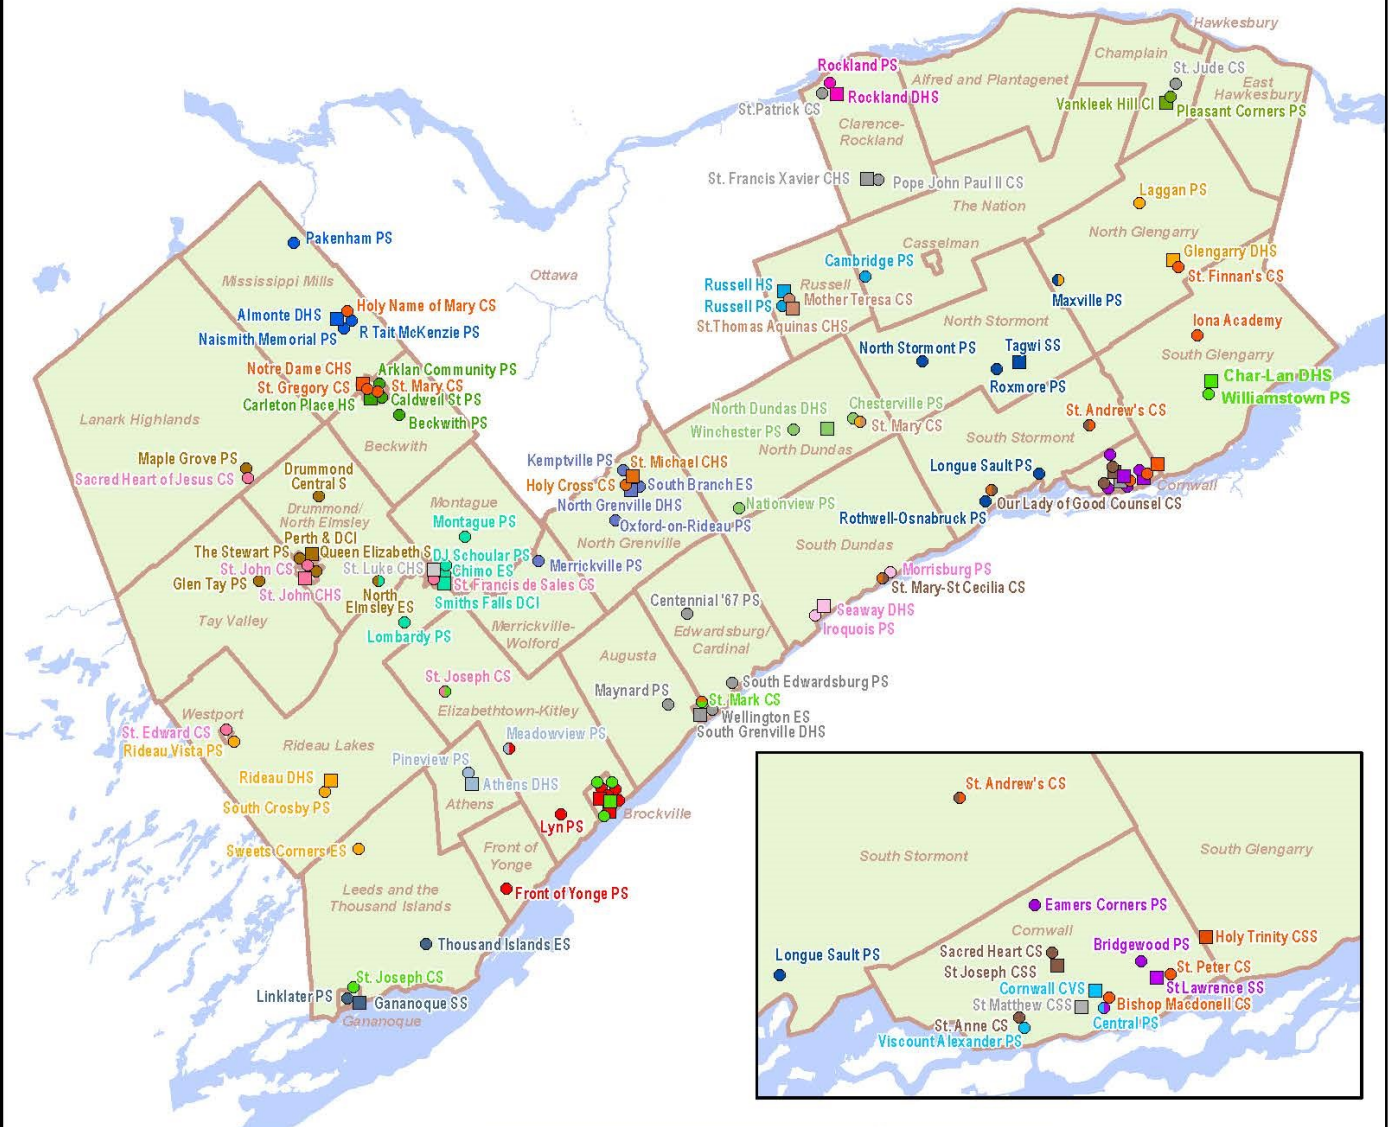 Hawkesbury
Champlain
Rockland PS
St. Jude CS
Alfred and Plantagenet
East
Hawkesbury
Rockland DHS
St.Patrick CS
Vankleek Hill CI
Pleasant Corners PS
Clarence-
Rockland
St. Francis Xavier CHS
Pope John Paul II CS
Laggan PS
The Nation
North Glengarry
Pakenham PS
Casselman
Glengarry DHS
Cambridge PS
St. Finnan's CS
Ottawa
Mississippi Mills
Russell HS
Russell
Mother Teresa CS
Maxville PS
Russell PS
Holy Name of Mary CS
Almonte DHS
R Tait McKenzie PS
Naismith Memorial PS
St.Thomas Aquinas CHS
North Stormont
Iona Academy
North Stormont PS
Tagwi SS
South Glengarry
Notre Dame CHS
Arklan Community PS
St. Gregory CS
St. Mary CS
Carleton Place HS
Caldwell St PS
Roxmore PS
Char-Lan DHS
Williamstown PS
Beckwith PS
Lanark Highlands
North Dundas DHS
Chesterville PS
St. Andrew's CS
Winchester PS
St. Mary CS
South Stormont
Beckwith
North Dundas
Maple Grove PS
Kemptville PS
St. Michael CHS
Longue Sault PS
Drummond
Central S
Sacred Heart of Jesus CS
Holy Cross CS
South Branch ES
Cornwall
Montague
North Grenville DHS
Nationview PS
Our Lady of Good Counsel CS
Drummond/
North Elmsley
Montague PS
Oxford-on-Rideau PS
Rothwell-Osnabruck PS
Perth & DCI
North Grenville
South Dundas
The Stewart PS
Queen Elizabeth S
DJ Schoular PS
St. John CS
St. Luke CHS
Chimo ES
Merrickville PS
Morrisburg PS
Glen Tay PS
St. Francis de Sales CS
St. Mary-St Cecilia CS
St. John CHS
North
Elmsley ES
Smiths Falls DCI
Centennial '67 PS
Seaway DHS
Tay Valley
Lombardy PS
Merrickville-
Wolford
Edwardsburg/
Cardinal
Iroquois PS
Augusta
St. Joseph CS
South Edwardsburg PS
Maynard PS
St. Mark CS
Westport
Elizabethtown-Kitley
Wellington ES
St. Edward CS
Meadowview PS
South Grenville DHS
Rideau Vista PS
Rideau Lakes
Pineview PS
Rideau DHS
Athens DHS
South Crosby PS
Athens
Brockville
Lyn PS
Sweets Corners ES
Front of
Yonge
Leeds and the
Thousand Islands
Front of Yonge PS
Thousand Islands ES
St. Joseph CS
Linklater PS
Gananoque SS
Gananoque
St. Andrew's CS
South Stormont
South Glengarry
Eamers Corners PS
Cornwall
Holy Trinity CSS
Longue Sault PS
Sacred Heart CS
Bridgewood PS
St Joseph CSS
St. Peter CS
Cornwall CVS
St Lawrence SS
St Matthew CSS
Bishop Macdonell CS
St. Anne CS
Central PS
Viscount Alexander PS